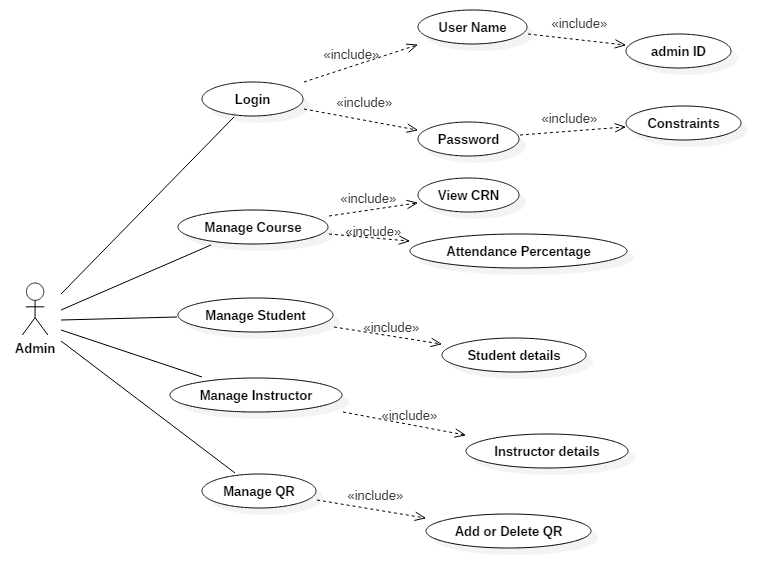 User Name
«include»
admin ID
«include»
Login
«include»
Password
«include»
Constraints
«include»
View CRN
Manage Course
«include»
Attendance Percentage
Manage Student
«include»
Student details
Admin
Manage Instructor
«include»
Instructor details
Manage QR
«include»
Add or Delete QR